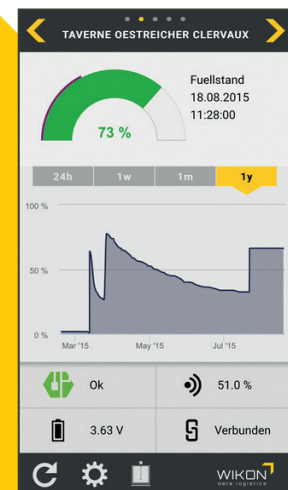 TAVERNE OESTREICHER CLERVAUX
Fuellstand
18.08.2015
11:28:00
73 %
24h 1w 1m 1y
100 %
50 %
0 %
Mar '15 May '15 Jul '15
Ok 51.0 %
3.63 V Verbunden
WIKON
data logistics